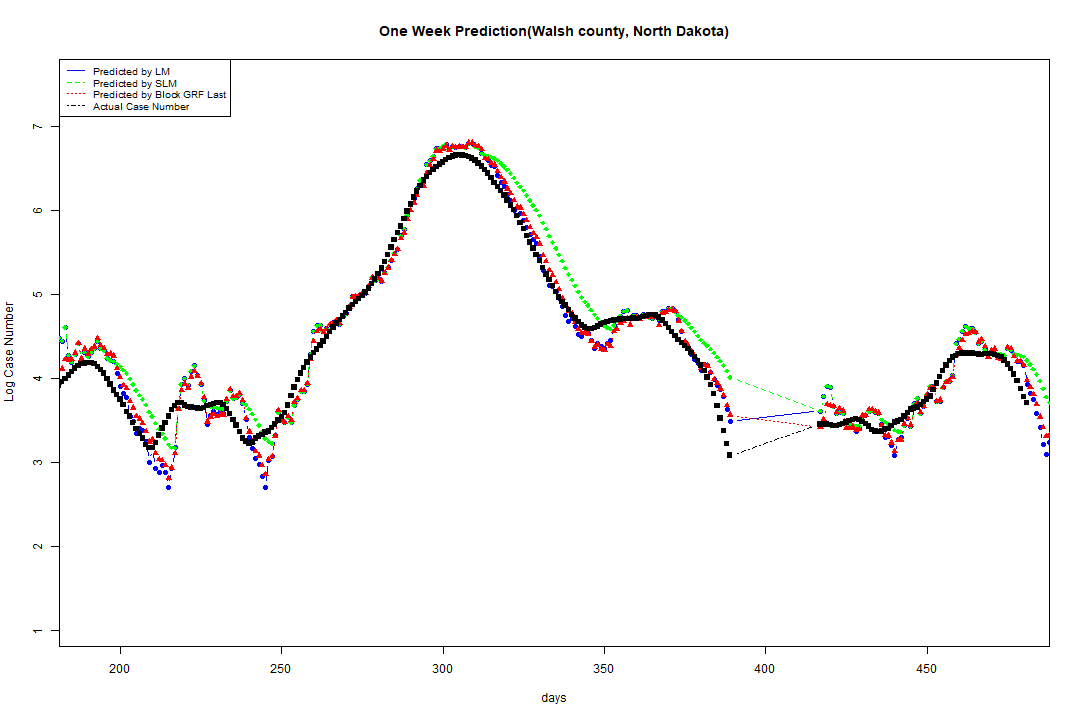 One Week Prediction(Walsh county, North Dakota)
Predicted by LM
Predicted by SLM
Predicted by Block GRF Last
Actual Case Number
Log Case Number
7
6
5
4
3
2
1
200 250 300 350 400 450
days